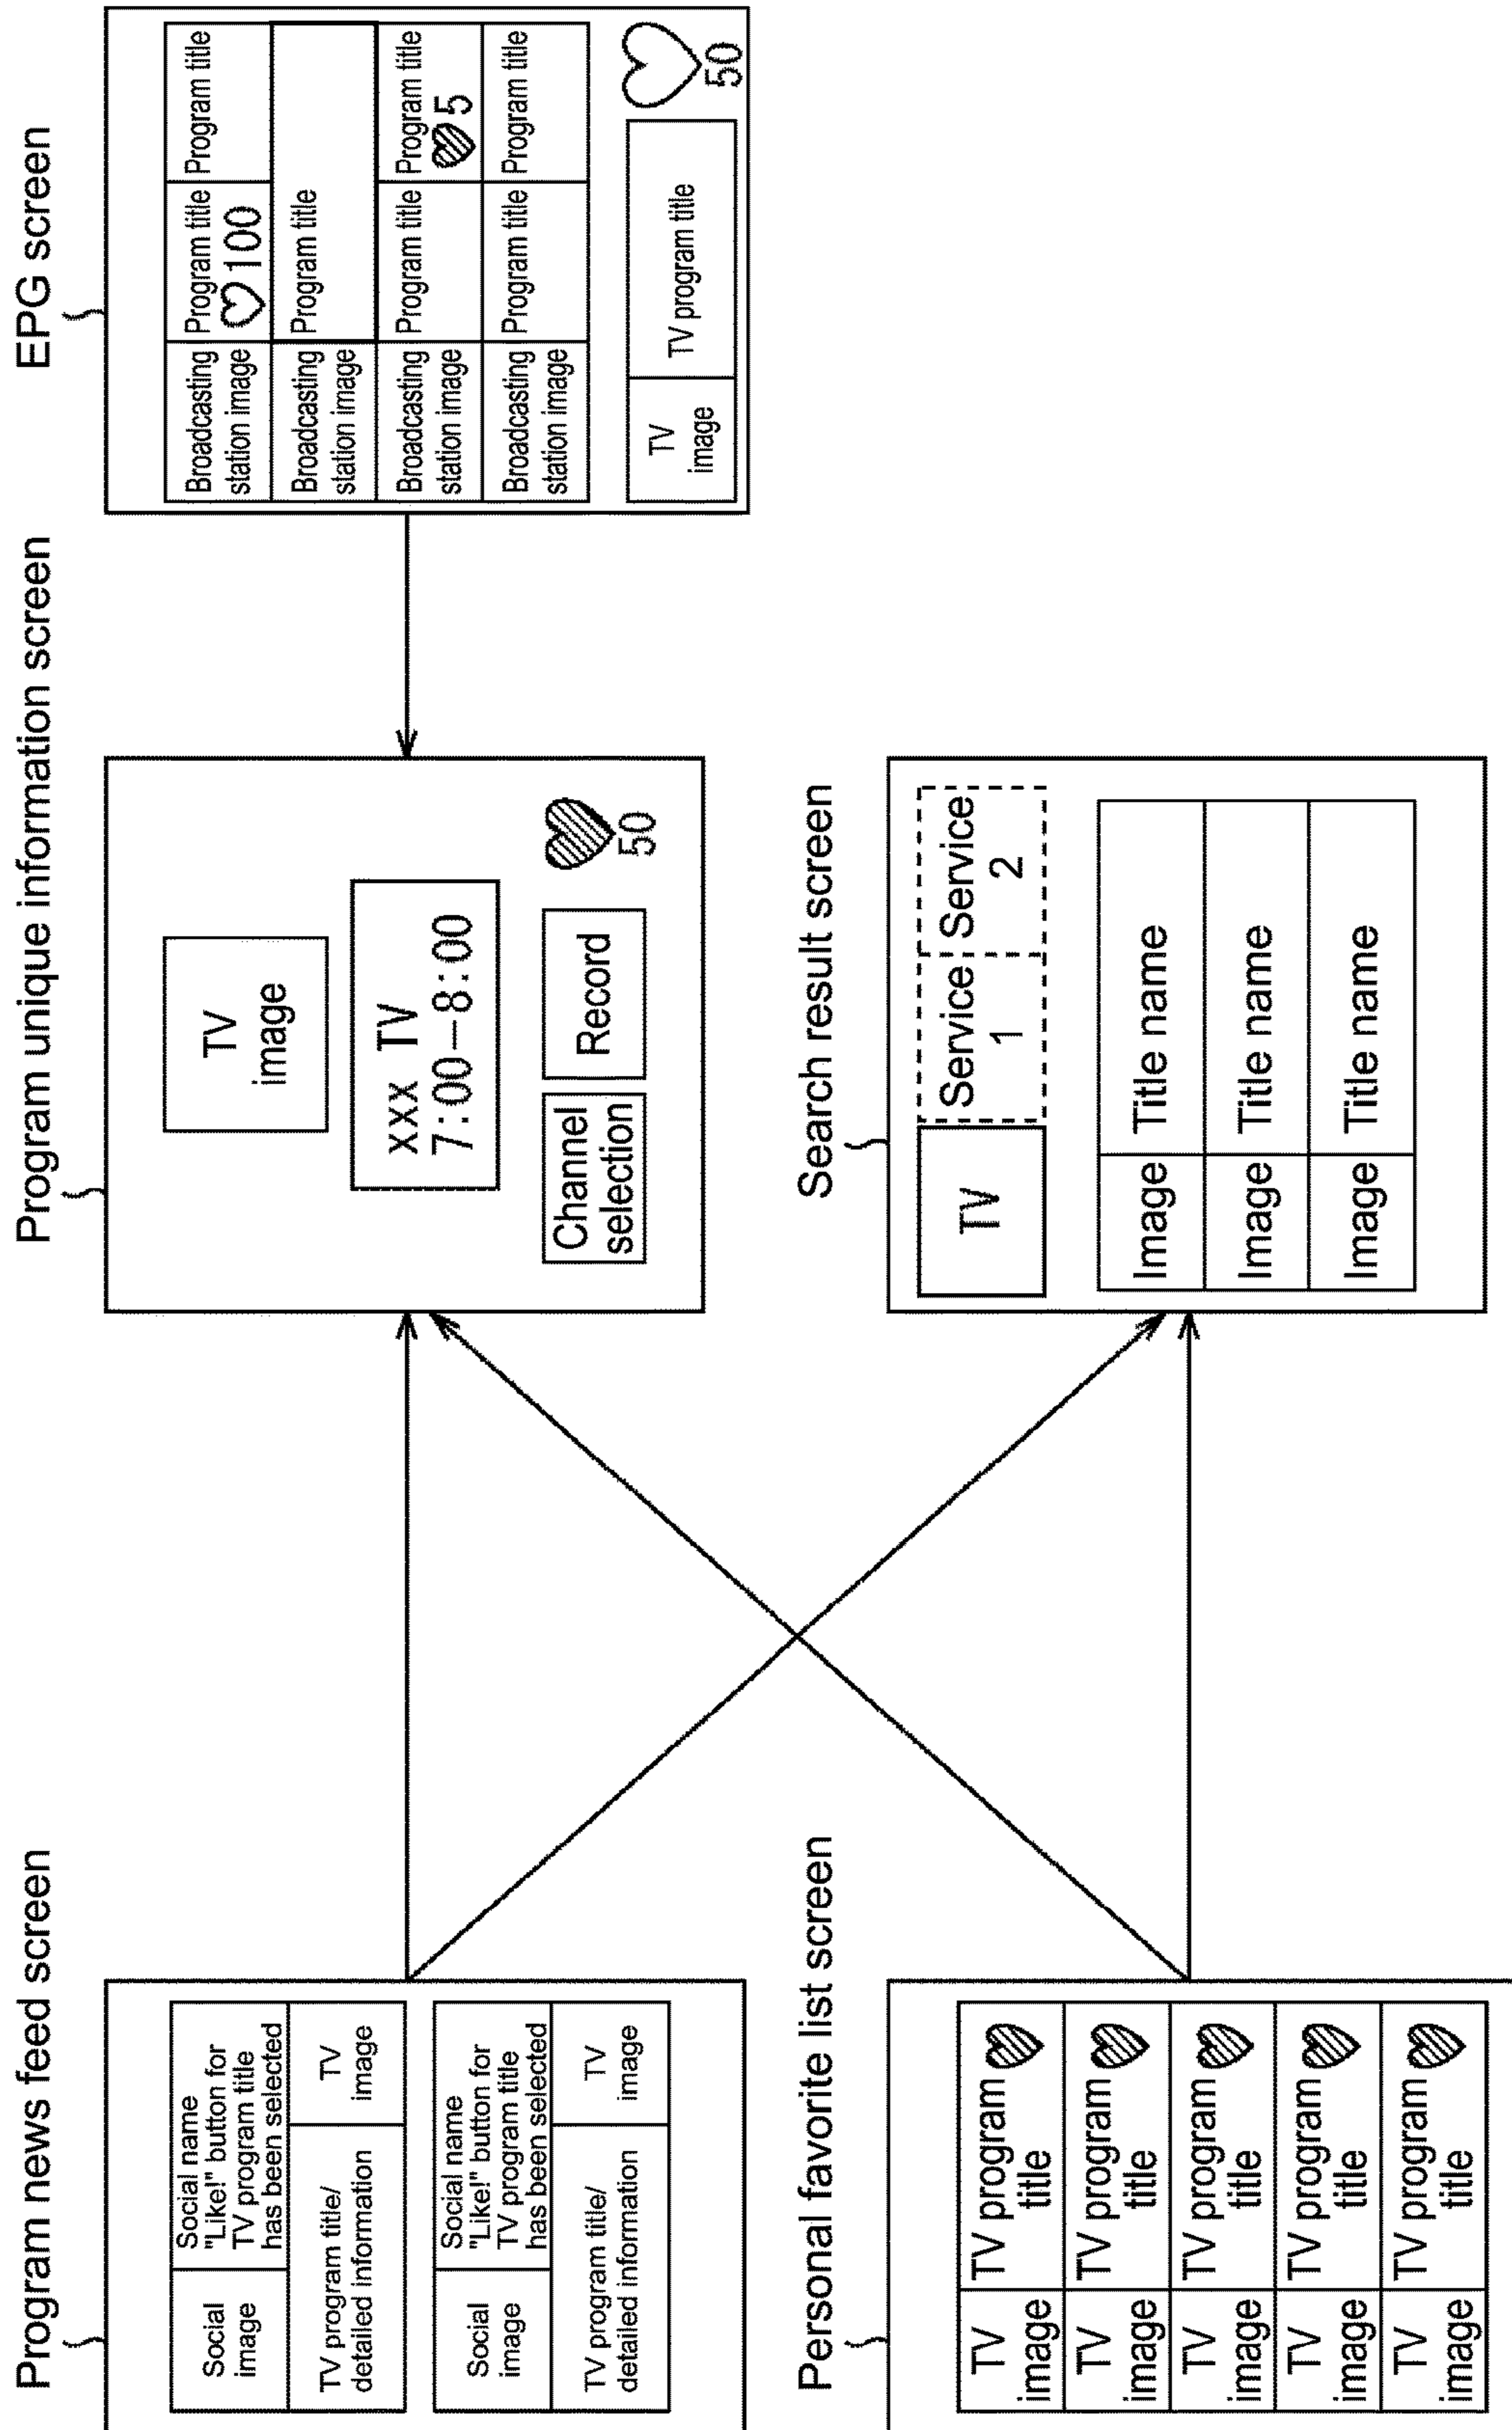 Program news feed screen
Social
image
Social name
"Like!" button for
TV program title
has been selected
TV program title/
detailed information
TV
image
Social
image
Social name
"Like!" button for
TV program title
has been selected
TV program title/
detailed information
TV
image
Program unique information screen
TV
image
xxx TV
7:00—8:00
Channel
selection
Record
50
EPG screen
Broadcasting
station image
Program title
100
Program title
Broadcasting
station image
Program title
Broadcasting
station image
Program title
Program title
5
Broadcasting
station image
Program title
Program title
TV
image
TV program title
50
Personal favorite list screen
TV
image
TV program
title
TV
image
TV program
title
TV
image
TV program
title
TV
image
TV program
title
TV
image
TV program
title
Search result screen
TV
Service
1
Service
2
Image
Title name
Image
Title name
Image
Title name